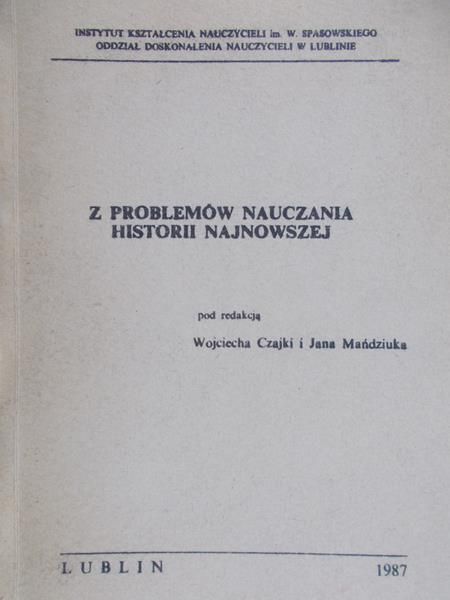 INSTYTUT KSZTAŁCENIA NAUCZYCIELI im. W. SPASOWSKIEGO
ODDZIAŁ DOSKONALENIA NAUCZYCIELI W LUBLINIE
Z PROBLEMÓW NAUCZANIA
HISTORII NAJNOWSZEJ
pod redakcją
Wojciecha Czajki i Jana Mańdziuka
LUBLIN 1987